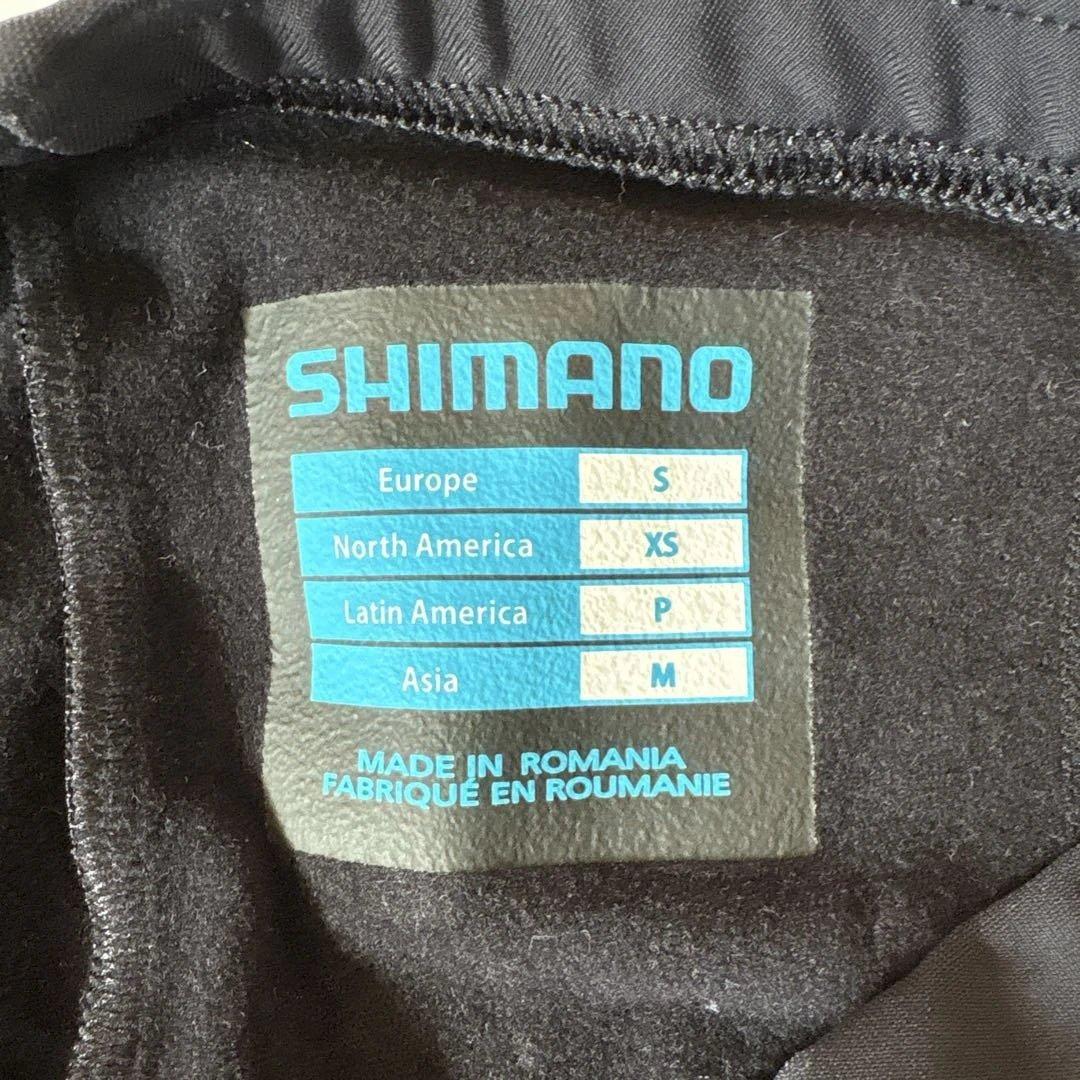 SHIMANO
Europe S
North America XS
Latin America P
Asia M
MADE IN ROMANIA
FABRIQUÉ EN ROUMANIE